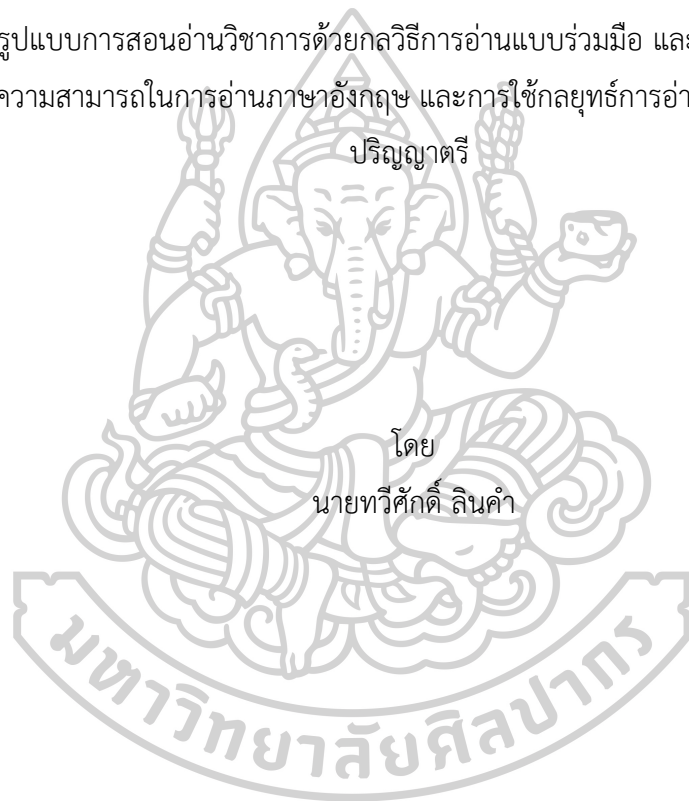 รูปแบบการสอนอ่านวิชาการด้วยกลวิธีการอ่านแบบร่วมมือ และ
ความสามารถในการอ่านภาษาอังกฤษ และการใช้กลยุทธ์การอ่า
ปริญญาตรี
โดย
นายทวีศักดิ์ ลินคำ
มหาวิทยาลัยศิลปากร